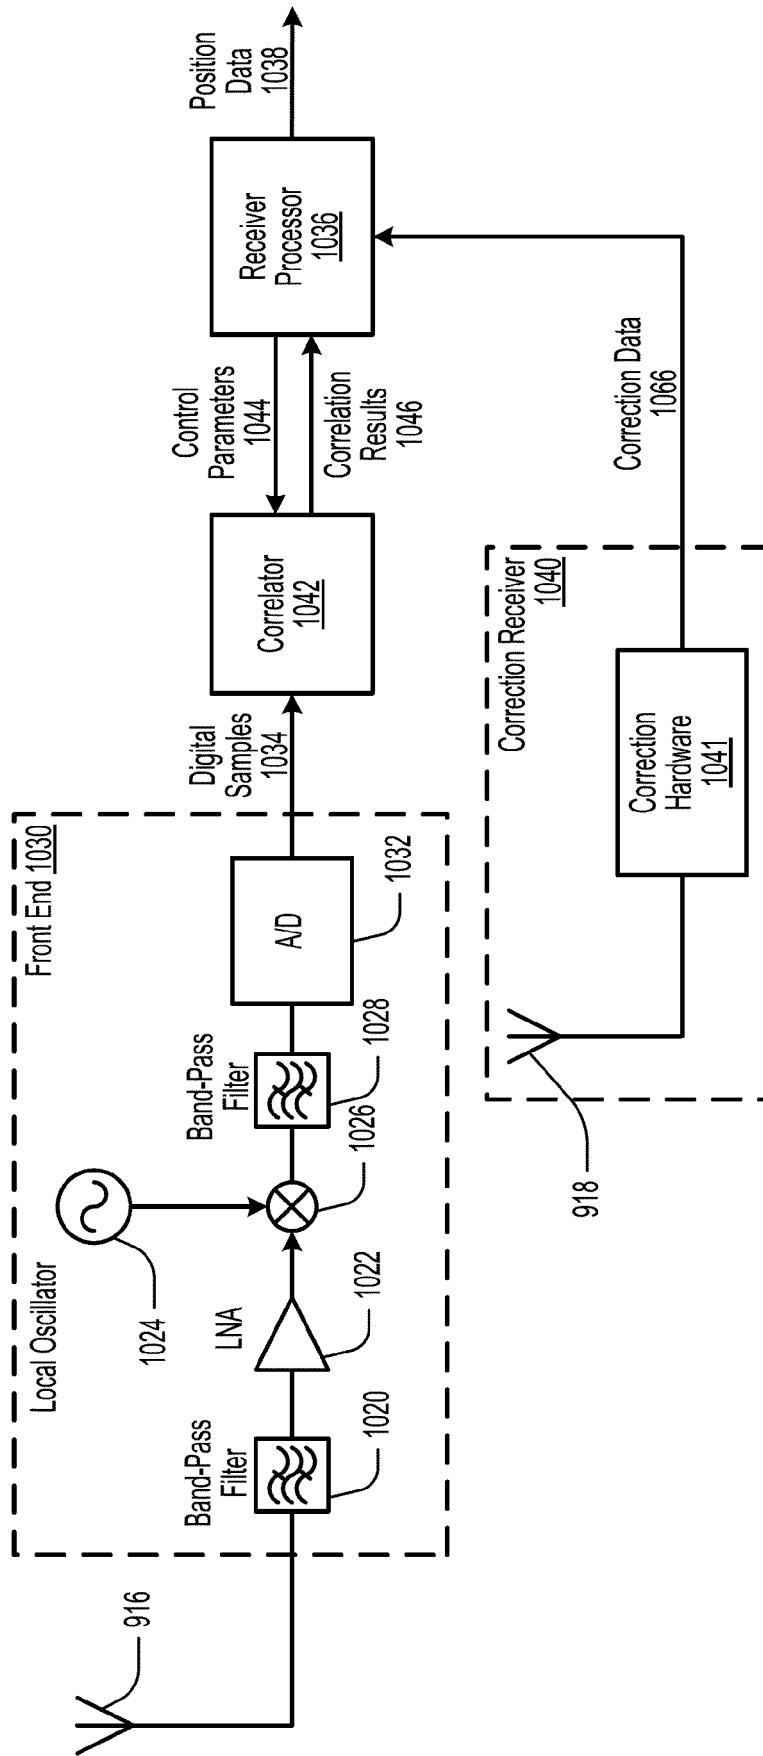 916
Front End 1030
Local Oscillator
1024
Band-Pass
Filter
1020
LNA
1022
1026
Band-Pass
Filter
1028
A/D
1032
Digital
Samples
1034
Correlator
1042
Control
Parameters
1044
Correlation
Results
1046
Receiver
Processor
1036
Position
Data
1038
918
Correction Receiver
1040
Correction
Hardware
1041
Correction Data
1066